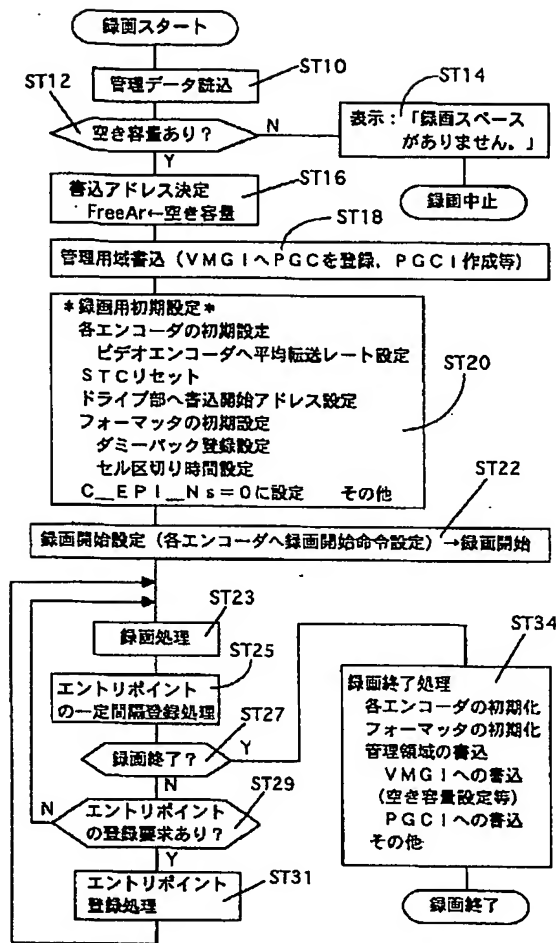 録画スタート
ST10
管理データ読込
ST12
ST14
空き容量あり？
N
表示：「録画スペース
がありません。」
Y
ST16
書込アドレス決定
FreeAr←空き容量
録画中止
ST18
管理用域書込（ＶＭＧＩへＰＧＣを登録，ＰＧＣＩ作成等）
＊録画用初期設定＊
各エンコーダの初期設定
ビデオエンコーダへ平均転送レート設定
ＳＴＣリセット
ドライブ部へ書込開始アドレス設定
フォーマッタの初期設定
ダミーパック登録設定
セル区切り時間設定
Ｃ＿ＥＰＩ＿Ｎｓ＝０に設定　その他
ST20
ST22
録画開始設定（各エンコーダへ録画開始命令設定）→録画開始
ST23
録画処理
ST25
エントリポイント
の一定間隔登録処理
ST27
録画終了？
Y
N
ST29
N
エントリポイント
の登録要求あり？
Y
ST31
エントリポイント
登録処理
ST34
録画終了処理
各エンコーダの初期化
フォーマッタの初期化
管理領域の書込
ＶＭＧＩへの書込
（空き容量設定等）
ＰＧＣＩへの書込
その他
録画終了